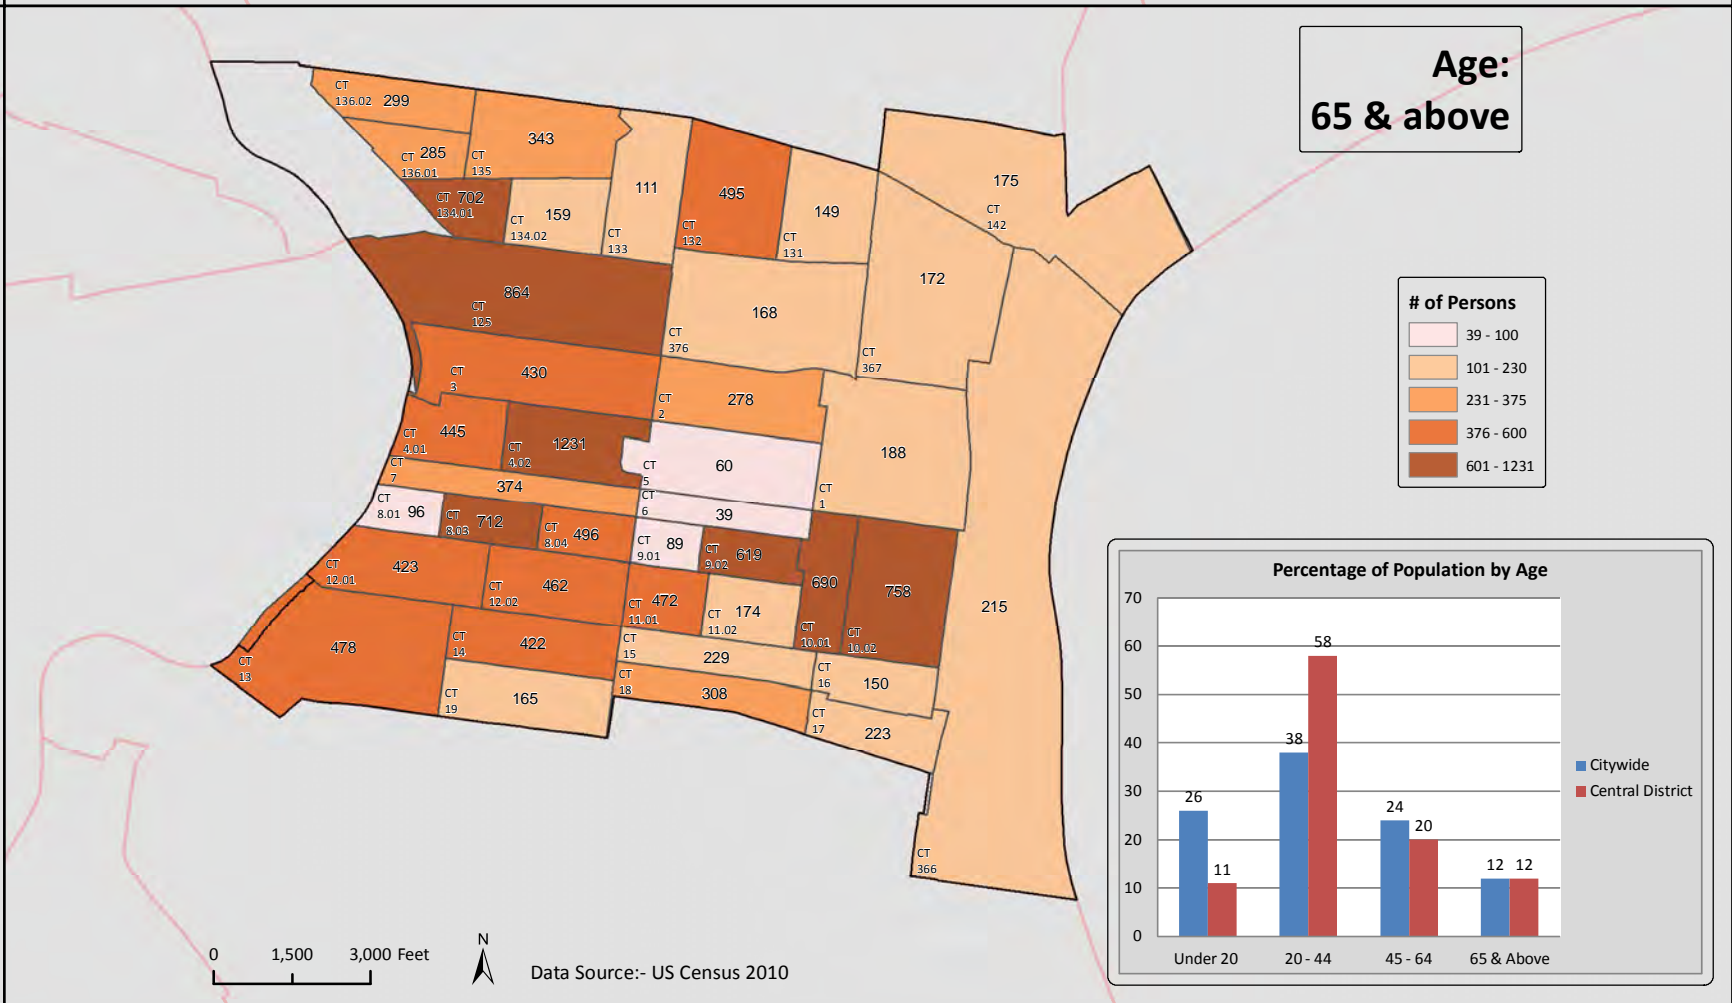 Age:
65 & above
CT
136.02 299
343
CT 285
136.01
CT
135
CT 702
134.01
159
CT
134.02
111
CT
133
495
CT
132
149
CT
131
175
CT
142
172
CT
367
864
CT
125
168
CT
376
430
CT
3
278
CT
2
445
CT
4.01
1231
CT
4.02
60
CT
5
188
CT
1
CT
7
374
CT
6
39
CT
8.01 96
CT
8.03 712
CT
8.04 496
CT
9.01 89
CT
9.02 619
690
CT
10.01
758
CT
10.02
215
CT
366
423
CT
12.01
462
CT
12.02
472
CT
11.01
174
CT
11.02
478
CT
13
422
CT
14
229
CT
15
150
CT
16
165
CT
19
308
CT
18
223
CT
17
# of Persons
39 - 100
101 - 230
231 - 375
376 - 600
601 - 1231
Percentage of Population by Age
70
60
50
40
30
20
10
0
26
11
38
58
24
20
12
12
Under 20
20 - 44
45 - 64
65 & Above
Citywide
Central District
0 1,500 3,000 Feet
N
Data Source:- US Census 2010